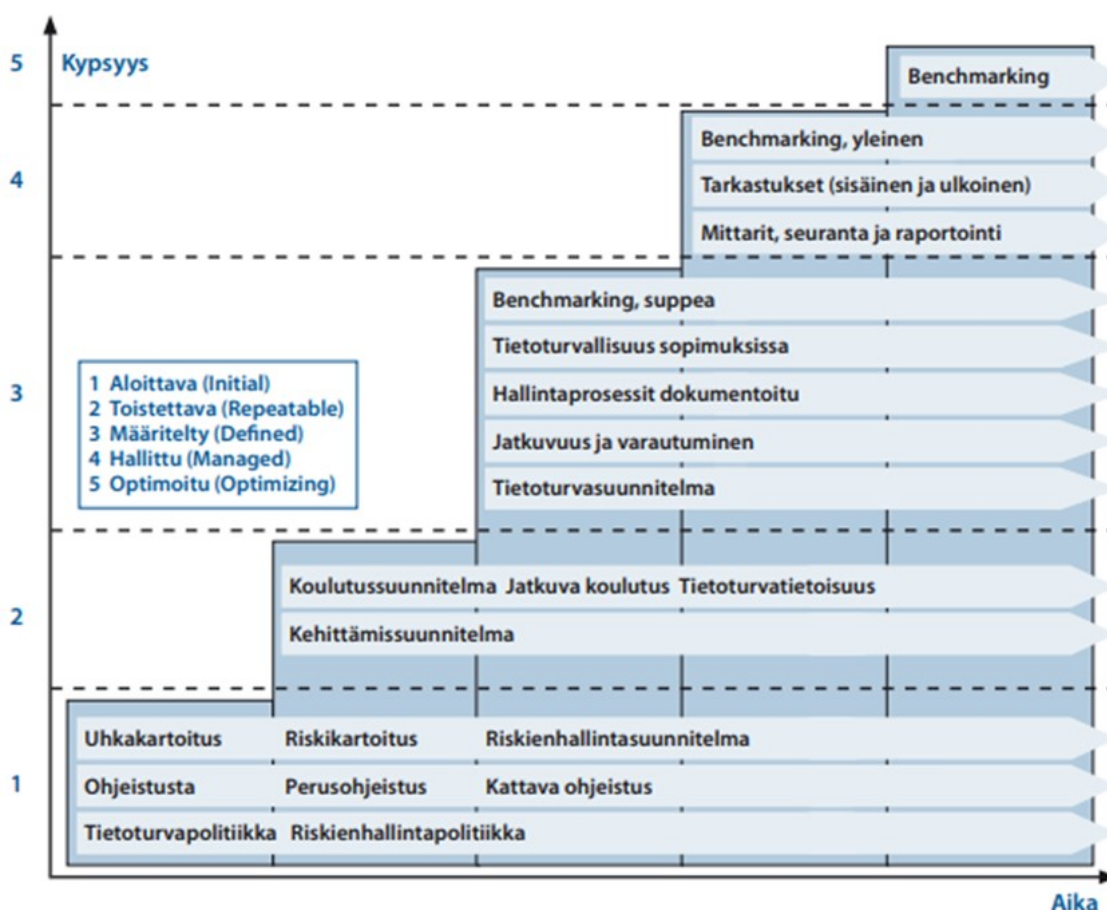 5 Kypsyys
Benchmarking
4
Benchmarking, yleinen
Tarkastukset (sisäinen ja ulkoinen)
Mittarit, seuranta ja raportointi
3
Benchmarking, suppea
Tietoturvallisuus sopimuksissa
Hallintaprosessit dokumentoitu
Jatkuvuus ja varautuminen
Tietoturvasuunnitelma
1 Aloittava (Initial)
2 Toistettava (Repeatable)
3 Määritelty (Defined)
4 Hallittu (Managed)
5 Optimoitu (Optimizing)
2
Koulutussuunnitelma Jatkuva koulutus Tietoturvatietoisuus
Kehittämissuunnitelma
1
Uhkakartoitus Riskikartoitus Riskienhallintasuunnitelma
Ohjeistusta Perusohjeistus Kattava ohjeistus
Tietoturvapolitiikka Riskienhallintapolitiikka
Aika